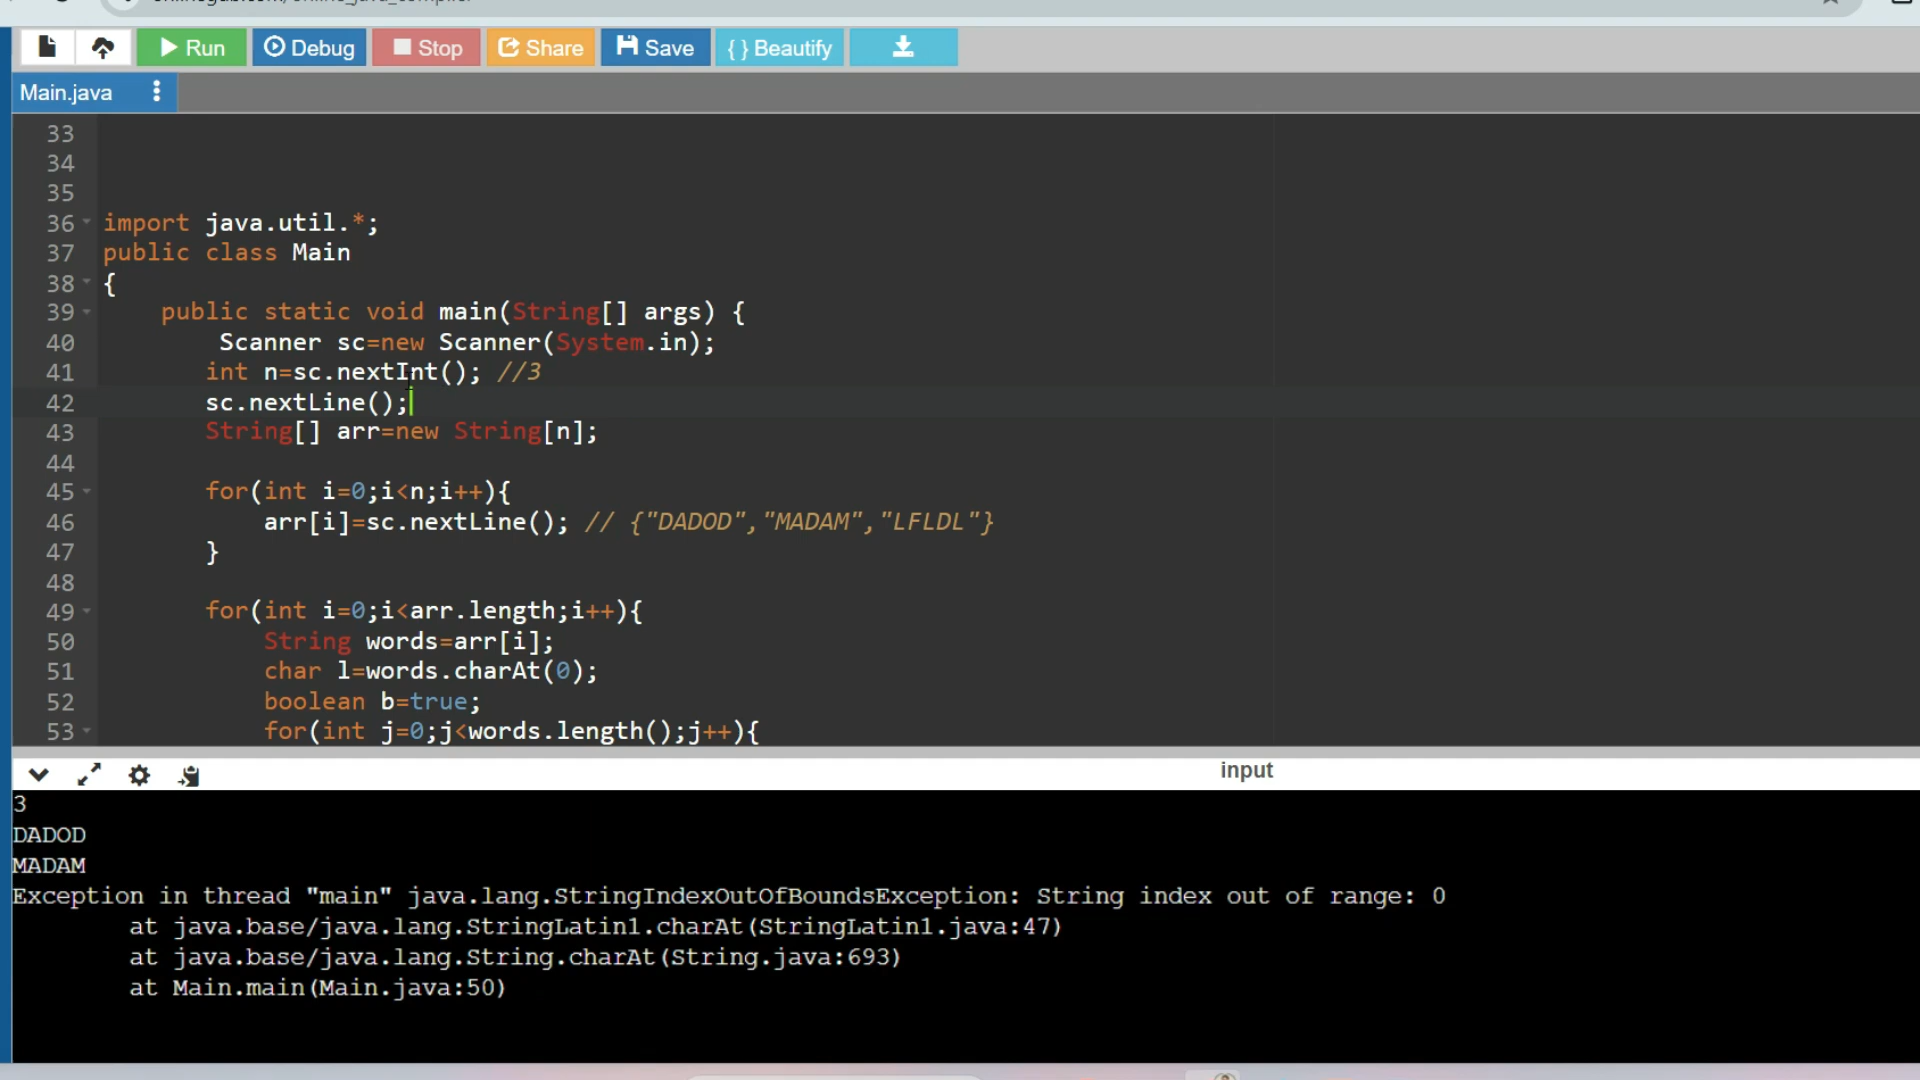 Run Debug Stop Share Save { } Beautify
Main.java
33
34
35
36 import java.util.*;
37 public class Main
38 {
39 public static void main(String[] args) {
40 Scanner sc=new Scanner(System.in);
41 int n=sc.nextInt(); //3
42 sc.nextLine();
43 String[] arr=new String[n];
44
45 for(int i=0;i<n;i++){
46 arr[i]=sc.nextLine(); // {"DADOD","MADAM","LFLDL"}
47 }
48
49 for(int i=0;i<arr.length;i++){
50 String words=arr[i];
51 char l=words.charAt(0);
52 boolean b=true;
53 for(int j=0;j<words.length();j++){
input
3
DADOD
MADAM
Exception in thread "main" java.lang.StringIndexOutOfBoundsException: String index out of range: 0
at java.base/java.lang.StringLatin1.charAt(StringLatin1.java:47)
at java.base/java.lang.String.charAt(String.java:693)
at Main.main(Main.java:50)